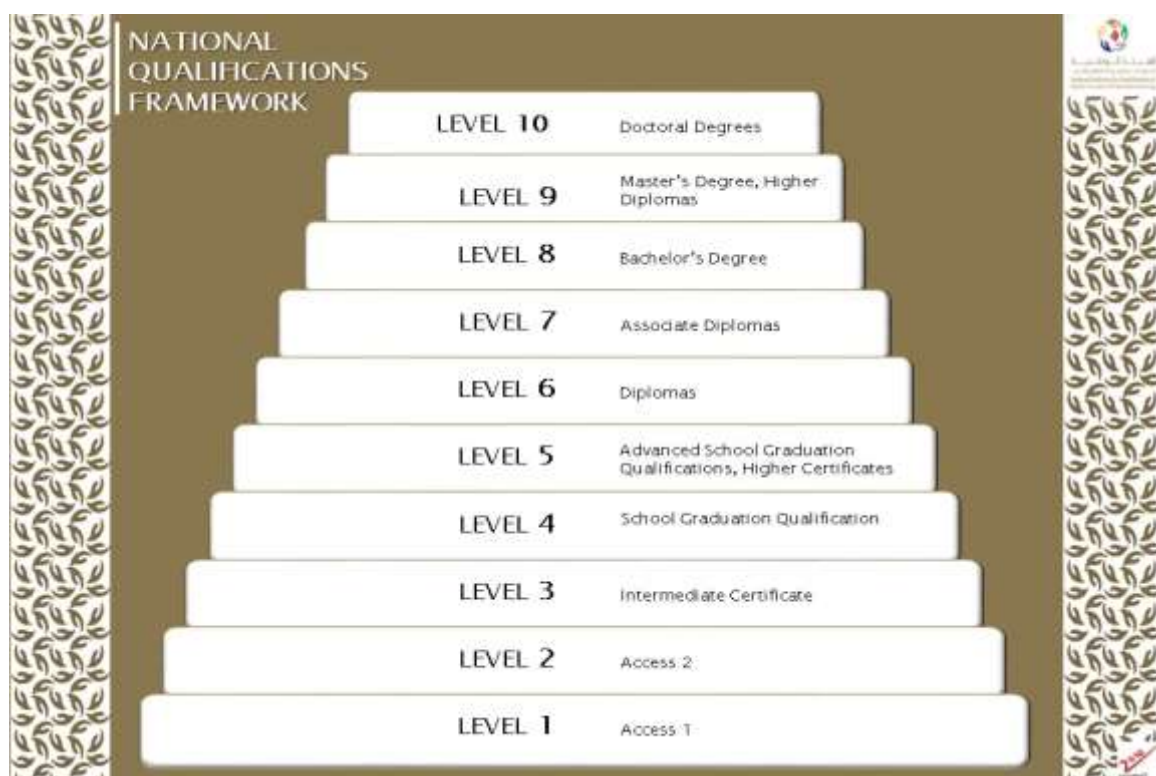 NATIONAL
QUALIFICATIONS
FRAMEWORK
LEVEL 10 Doctoral Degrees
LEVEL 9 Master's Degree, Higher
Diplomas
LEVEL 8 Bachelor's Degree
LEVEL 7 Associate Diplomas
LEVEL 6 Diplomas
LEVEL 5 Advanced School Graduation
Qualifications, Higher Certificates
LEVEL 4 School Graduation Qualification
LEVEL 3 Intermediate Certificate
LEVEL 2 Access 2
LEVEL 1 Access 1